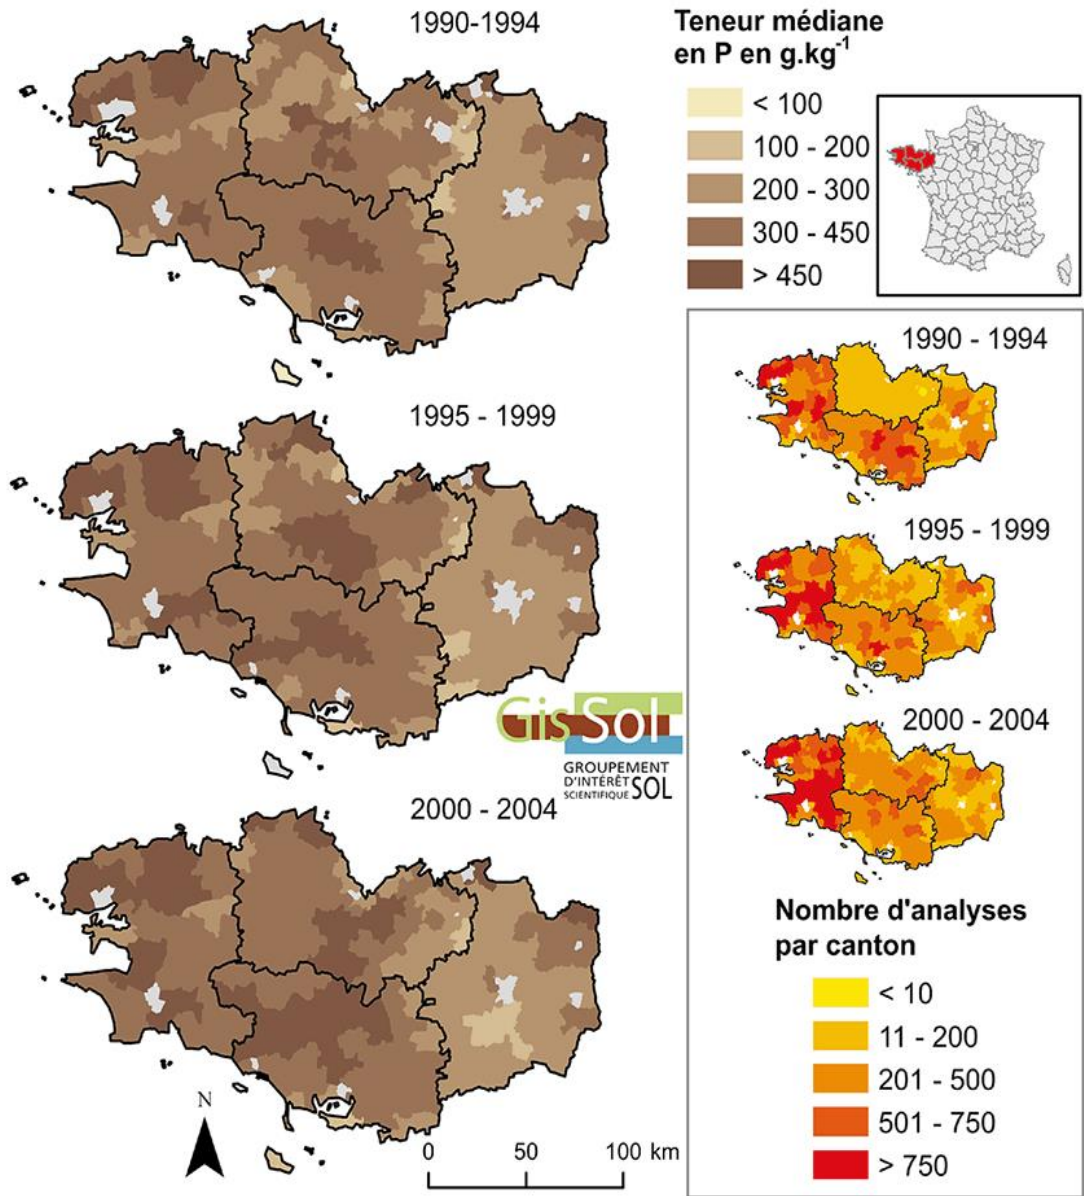 1990-1994
Teneur médiane
en P en g.kg-1
< 100
100 - 200
200 - 300
300 - 450
> 450
1990 - 1994
1995 - 1999
1995 - 1999
GisSol
GROUPEMENT
D'INTÉRÊT
SCIENTIFIQUE SOL
2000 - 2004
2000 - 2004
Nombre d'analyses
par canton
< 10
11 - 200
201 - 500
501 - 750
> 750
N
0 50 100 km